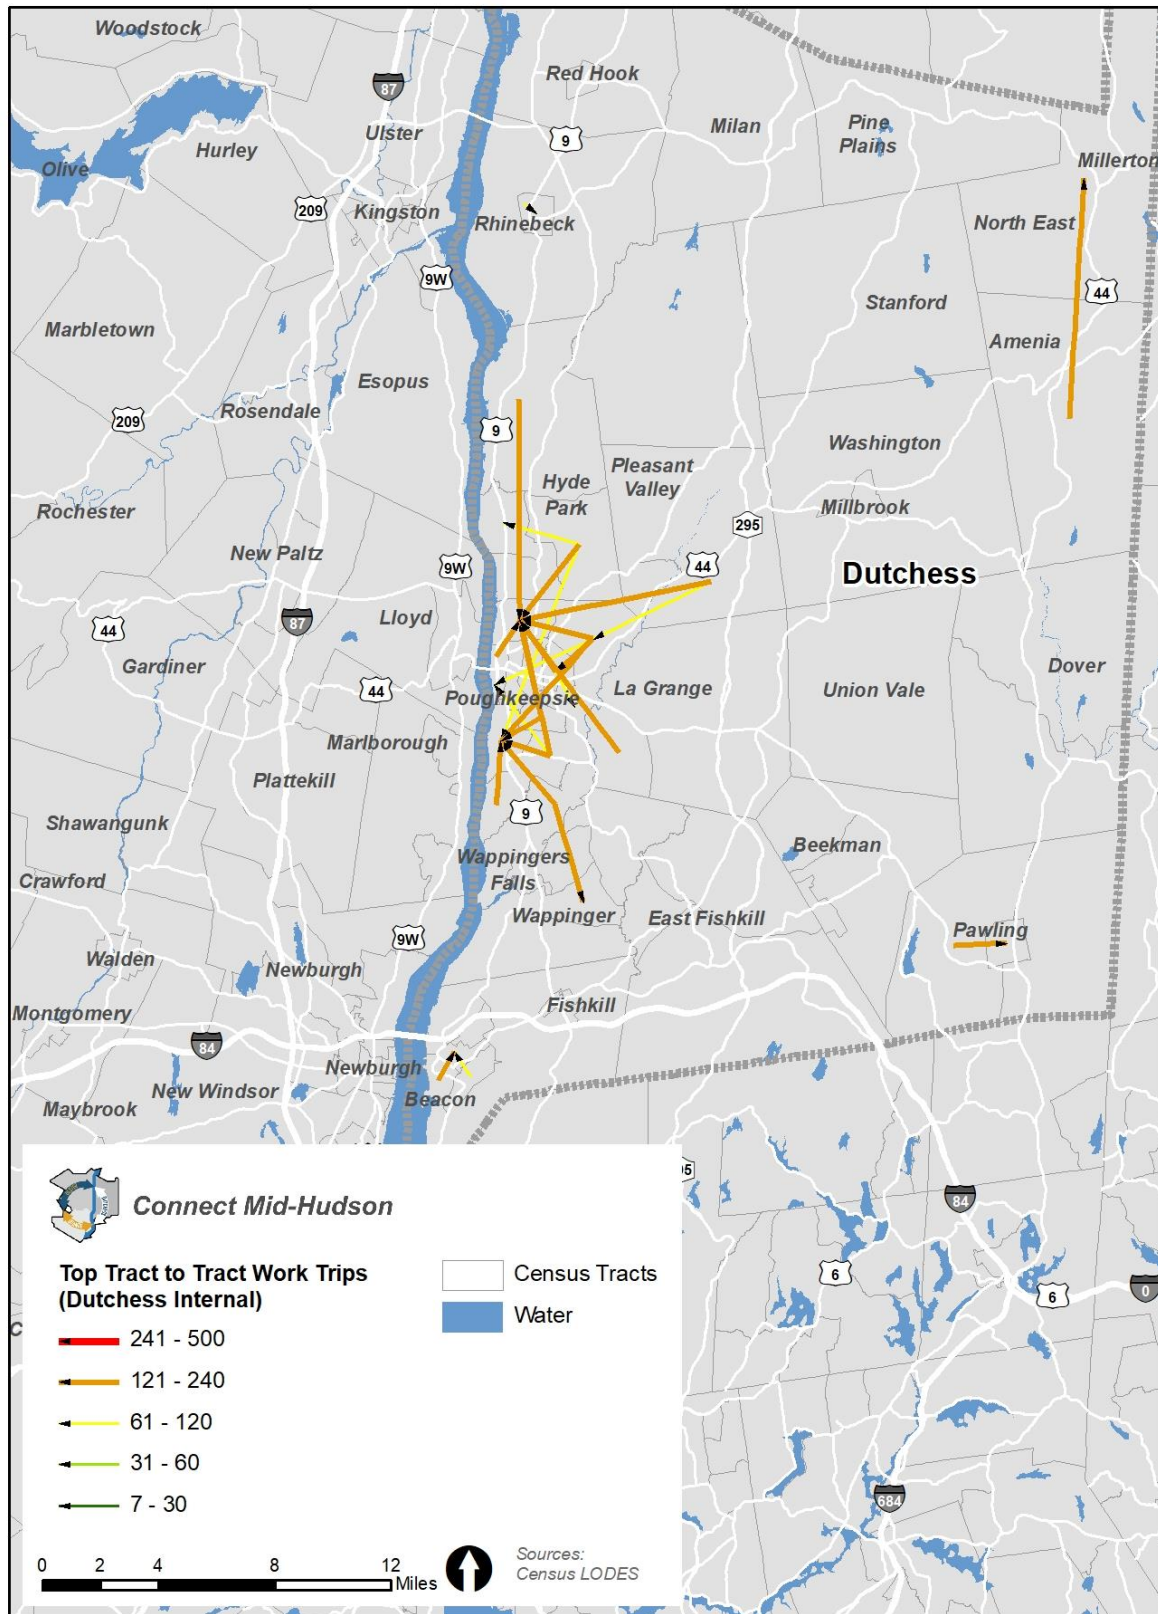 Woodstock
Red Hook
87
Ulster
9
Milan
Pine
Plains
Hurley
Olive
Millerton
209
Kingston
Rhinebeck
North East
9W
44
Stanford
Marbletown
Amenia
Esopus
Rosendale
209
9
Washington
Pleasant
Valley
Hyde
Park
Millbrook
Rochester
295
New Paltz
9W
44
Dutchess
87
Lloyd
44
Gardiner
Dover
44
La Grange
Union Vale
Poughkeepsie
Marlborough
Plattekill
9
Shawangunk
Beekman
Wappingers
Falls
Crawford
Wappinger
East Fishkill
9W
Pawling
Walden
Newburgh
Fishkill
Montgomery
84
Newburgh
New Windsor
Beacon
Maybrook
Connect Mid-Hudson
Top Tract to Tract Work Trips
(Dutchess Internal)
241 - 500
121 - 240
61 - 120
31 - 60
7 - 30
Census Tracts
Water
0 2 4 8 12
Miles
Sources:
Census LODES
84
6
6
0
684